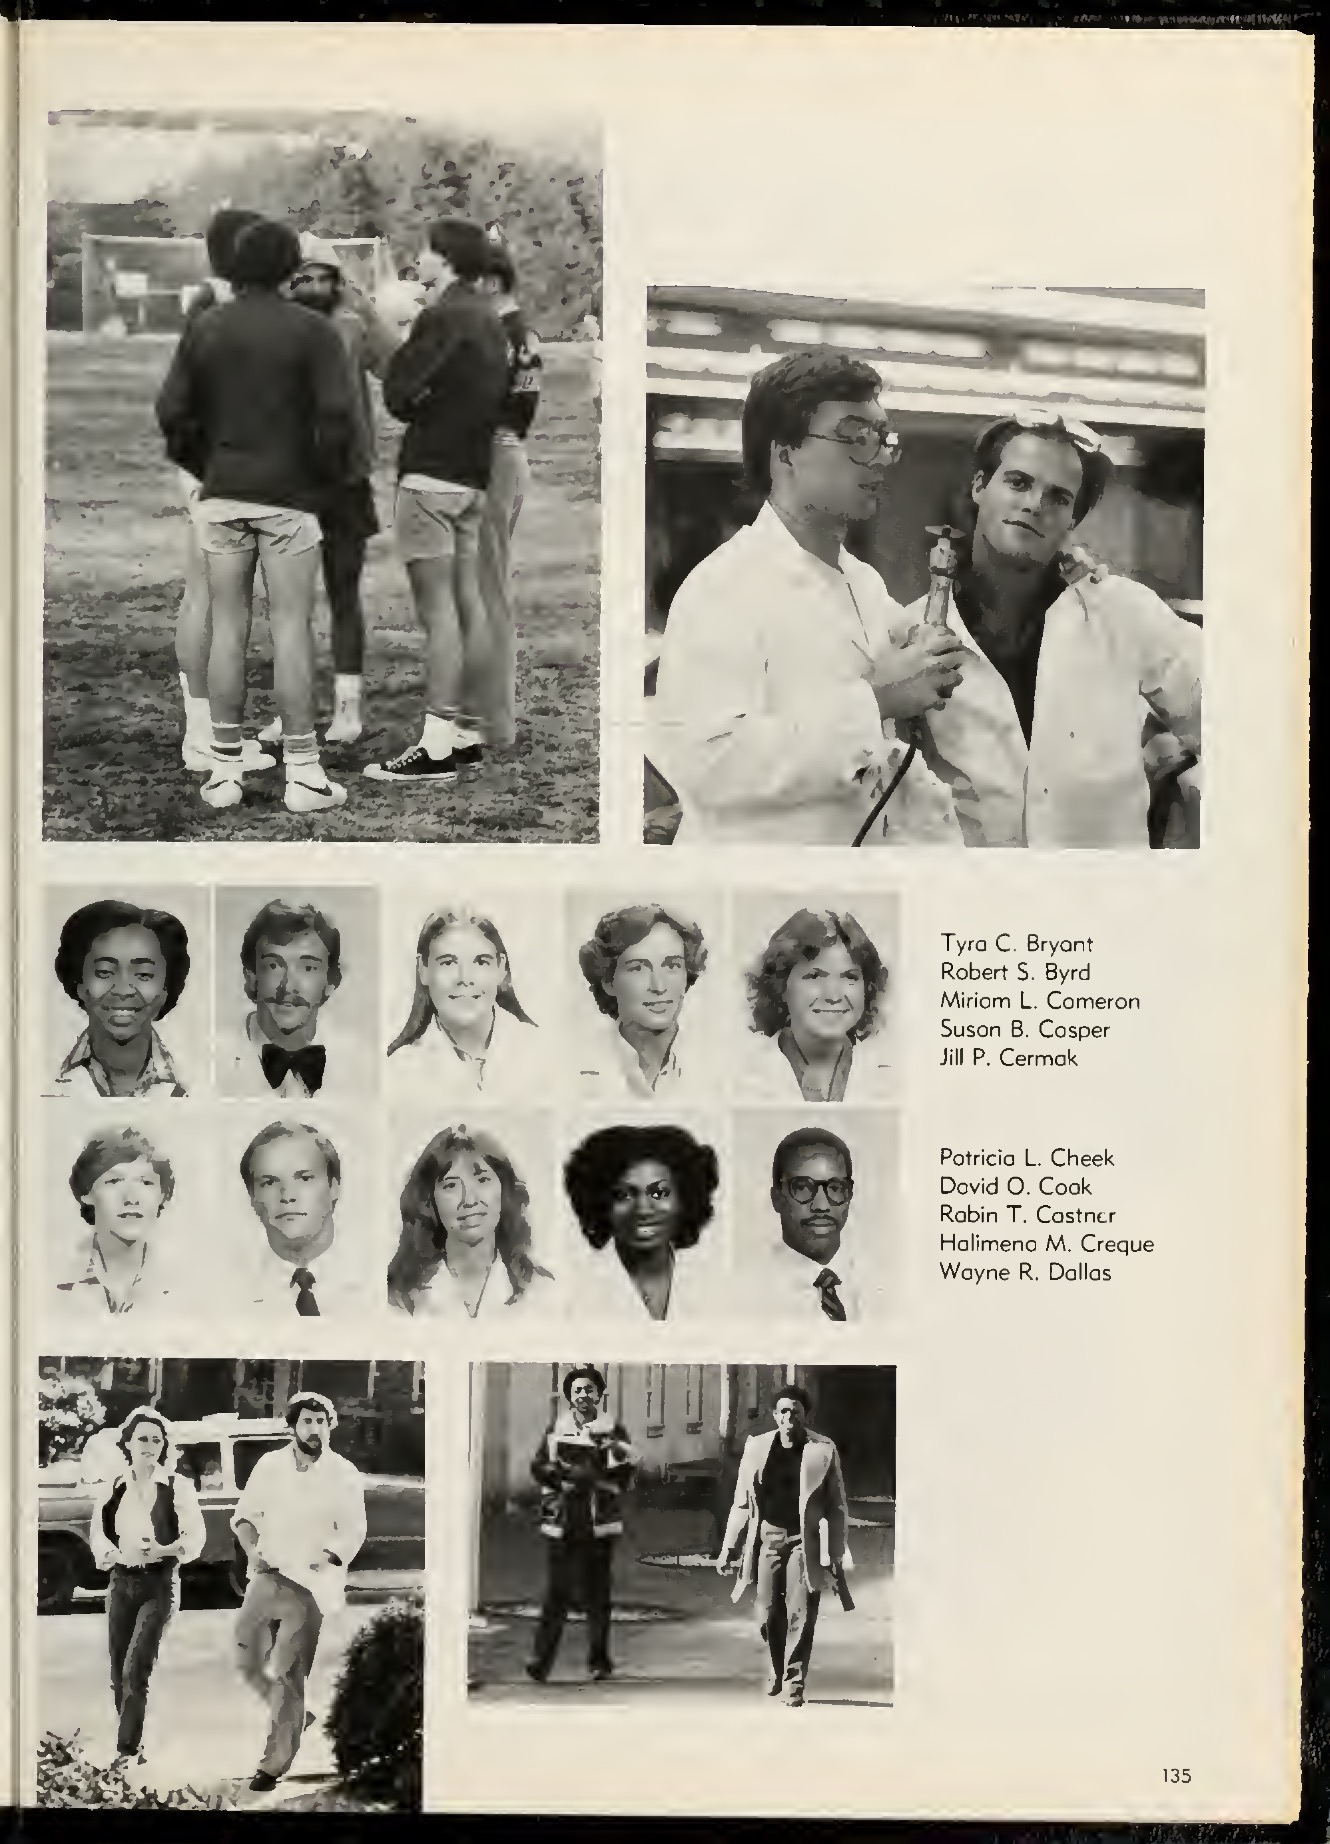 Tyra C. Bryant
Robert S. Byrd
Miriam L. Cameron
Susan B. Casper
Jill P. Cermak
Patricia L. Cheek
David O. Cook
Robin T. Costner
Halimena M. Creque
Wayne R. Dallas
135